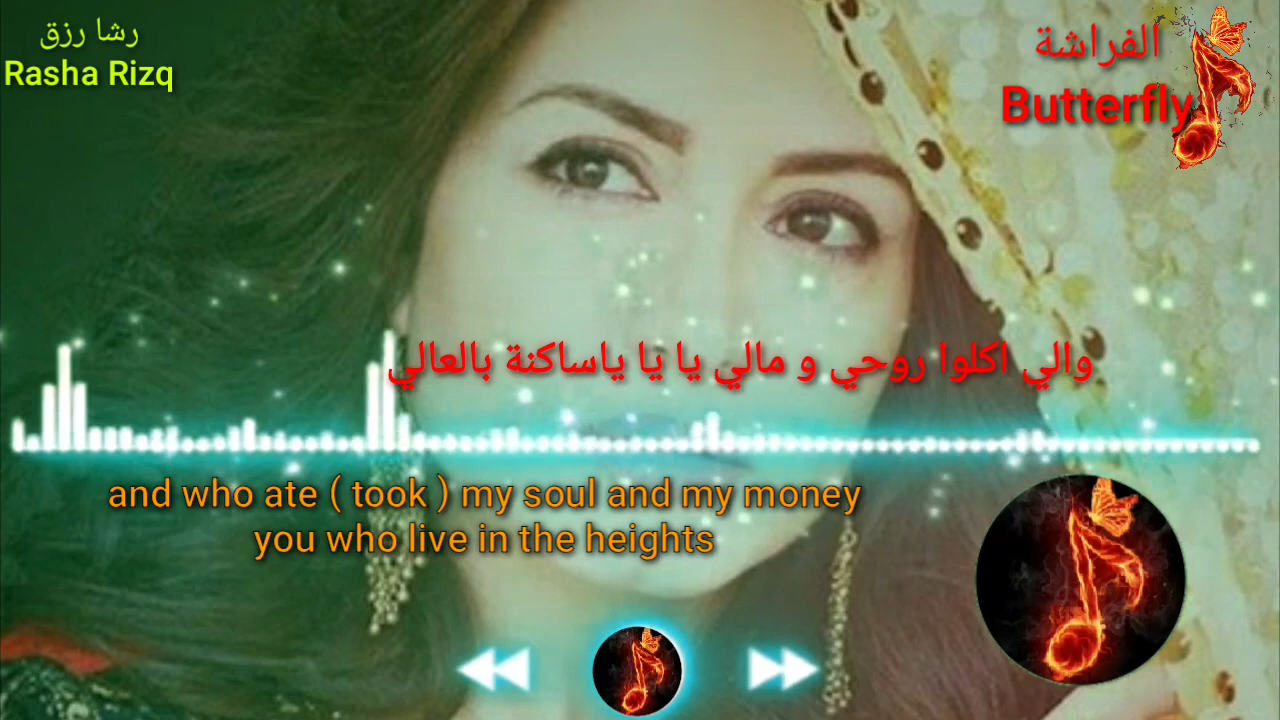 رشا رزق
Rasha Rizq
الفراشة
Butterfly
والي اكلوا روحي و مالي يا يا ياساكنة بالعالي
and who ate ( took ) my soul and my money
you who live in the heights